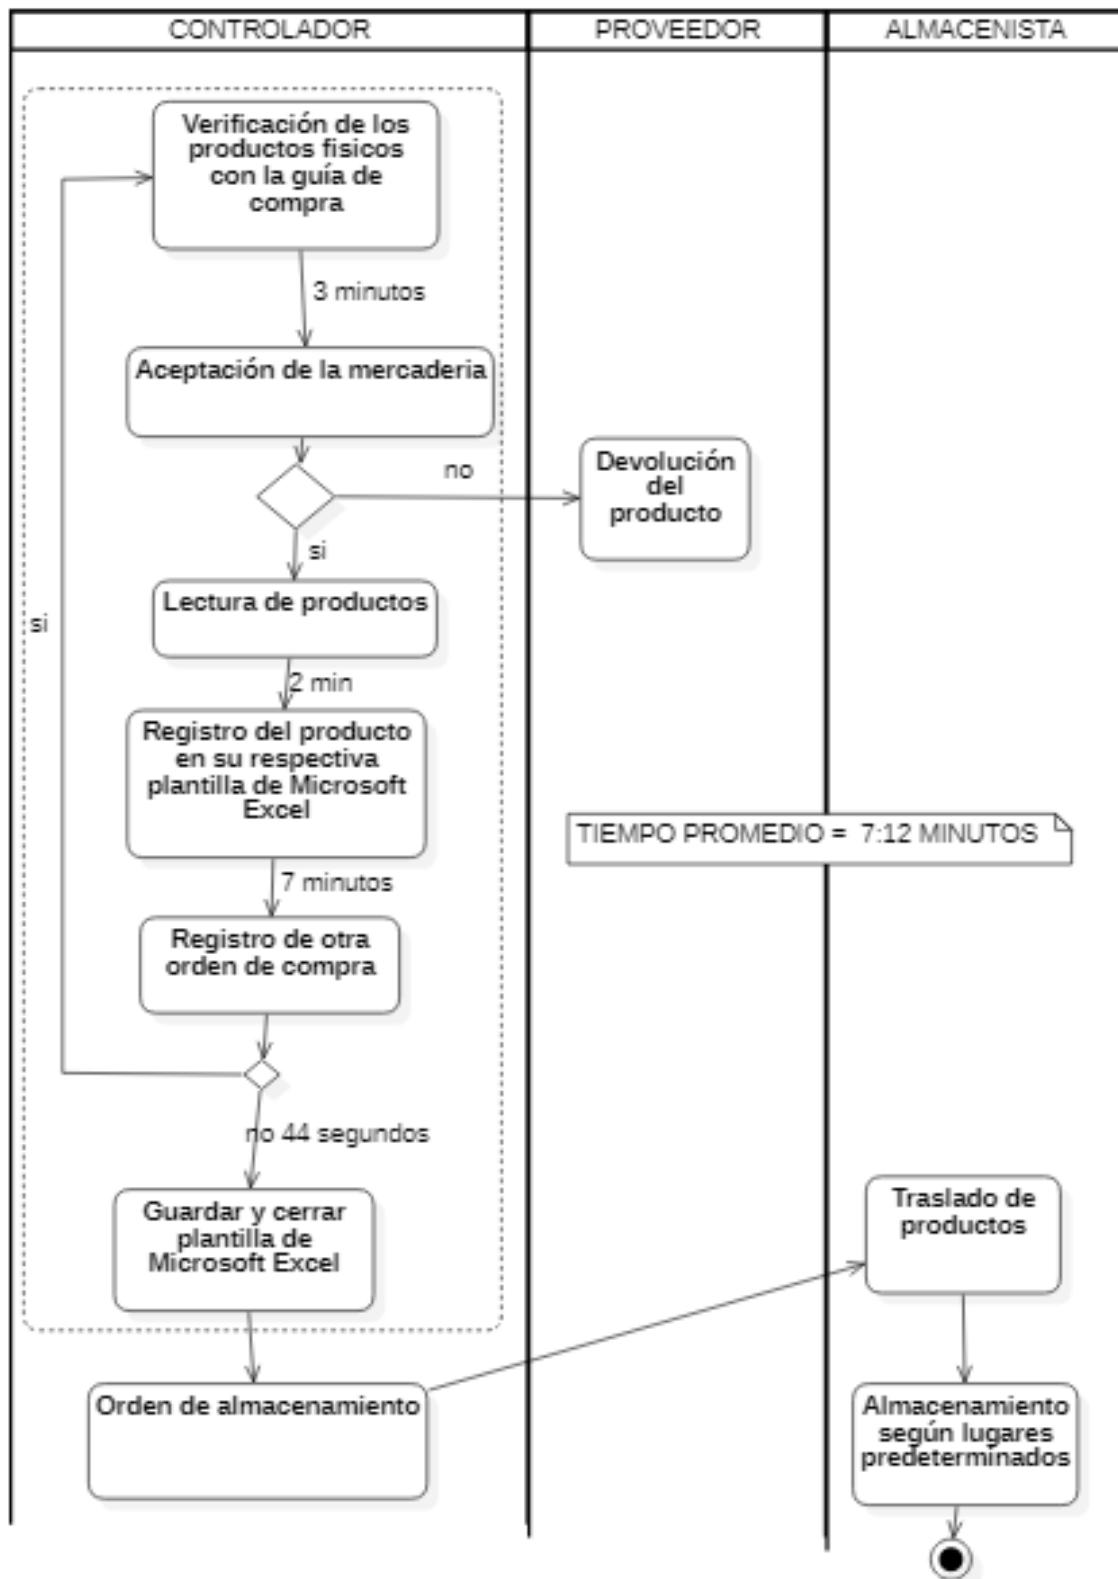 CONTROLADOR
PROVEEDOR
ALMACENISTA
Verificación de los
productos fisicos
con la guía de
compra
3 minutos
Aceptación de la mercaderia
no
Devolución
del
producto
si
Lectura de productos
si
2 min
Registro del producto
en su respectiva
plantilla de Microsoft
Excel
TIEMPO PROMEDIO = 7:12 MINUTOS
7 minutos
Registro de otra
orden de compra
no 44 segundos
Guardar y cerrar
plantilla de
Microsoft Excel
Traslado de
productos
Orden de almacenamiento
Almacenamiento
según lugares
predeterminados